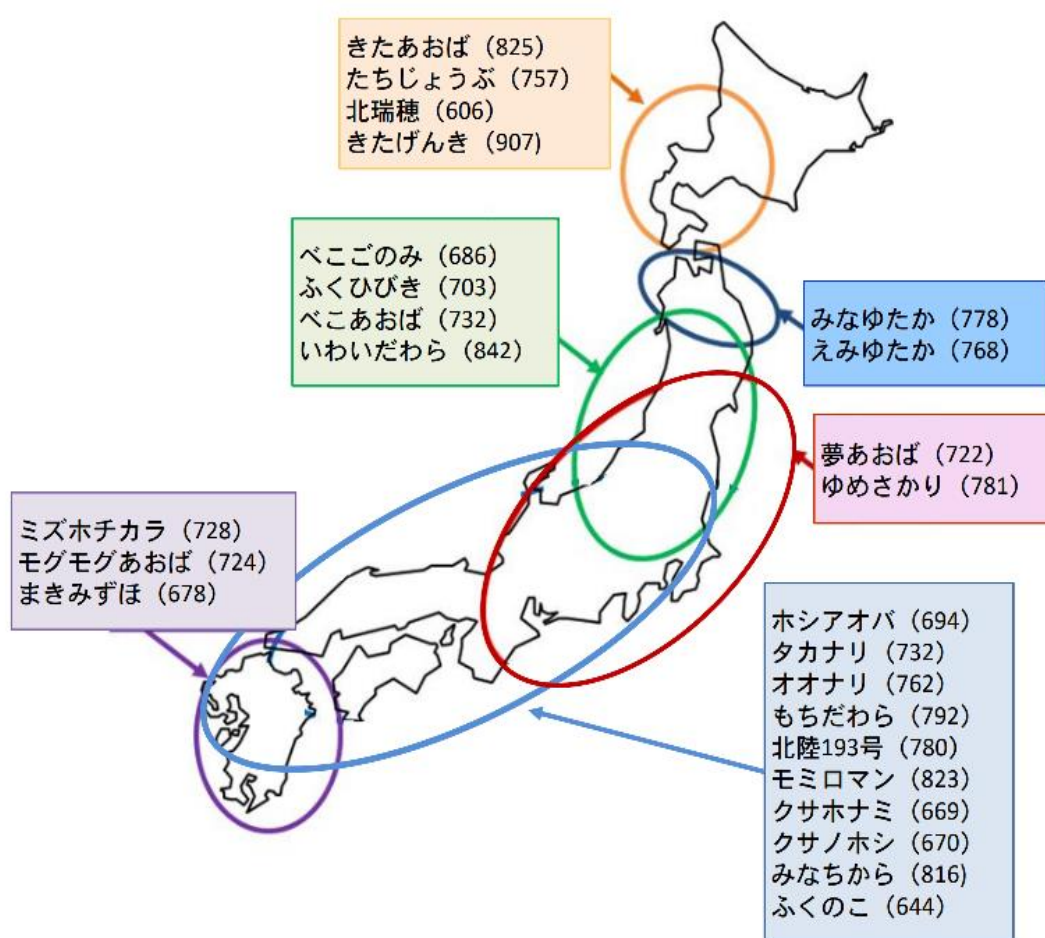 きたあおば（825）
たちじょうぶ（757）
北瑞穂（606）
きたげんき（907）
べこごのみ（686）
ふくひびき（703）
べこあおば（732）
いわいだわら（842）
みなゆたか（778）
えみゆたか（768）
夢あおば（722）
ゆめさかり（781）
ミズホチカラ（728）
モグモグあおば（724）
まきみずほ（678）
ホシアオバ（694）
タカナリ（732）
オオナリ（762）
もちだわら（792）
北陸193号（780）
モミロマン（823）
クサホナミ（669）
クサノホシ（670）
みなちから（816）
ふくのこ（644）